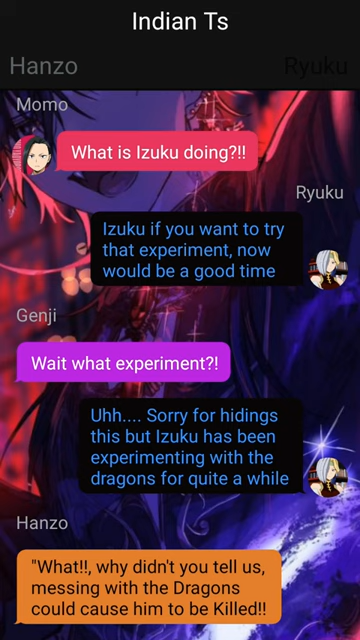 Indian Ts
Hanzo
Ryuku
Momo
What is Izuku doing?!!
Ryuku
Izuku if you want to try
that experiment, now
would be a good time
Genji
Wait what experiment?!
Uhh.... Sorry for hidings
this but Izuku has been
experimenting with the
dragons for quite a while
Hanzo
"What!!, why didn't you tell us,
messing with the Dragons
could cause him to be Killed!!